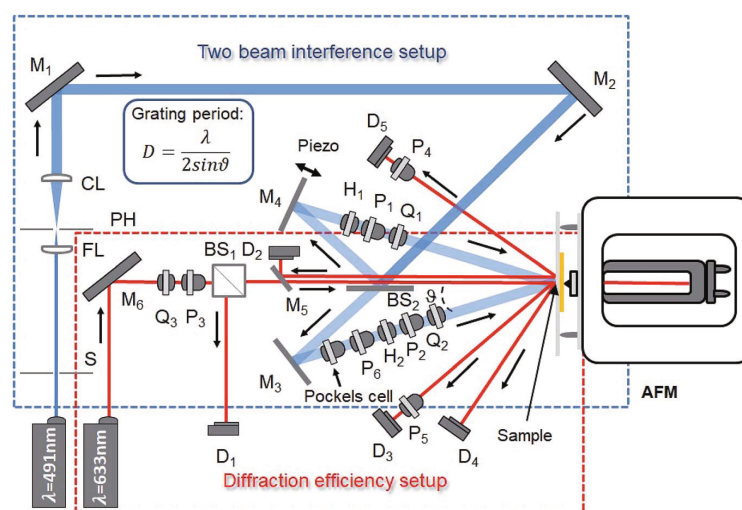 Two beam interference setup
M1
M2
Grating period:
D = λ / 2sinϑ
Piezo
D5
P4
CL
M4
H1
P1
Q1
PH
FL
BS1
D2
M6
Q3
P3
M5
BS2
ϑ
S
M3
P6
H2
P2
Q2
Pockels cell
AFM
D1
D3
P5
D4
Sample
λ=491nm
λ=633nm
Diffraction efficiency setup